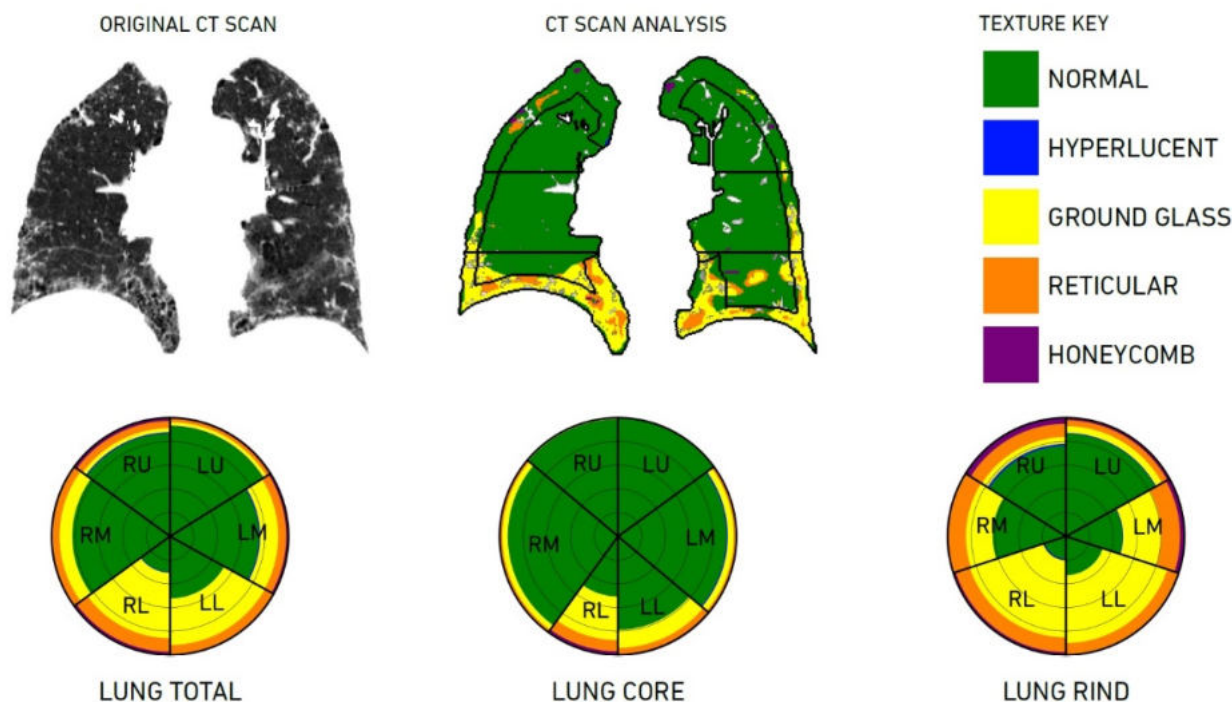 ORIGINAL CT SCAN
CT SCAN ANALYSIS
TEXTURE KEY
NORMAL
HYPERLUCENT
GROUND GLASS
RETICULAR
HONEYCOMB
RU LU
RM LM
RL LL
LUNG TOTAL
RU LU
RM LM
RL LL
LUNG CORE
RU LU
RM LM
RL LL
LUNG RIND